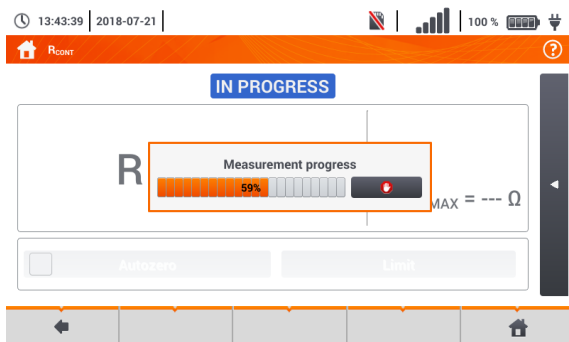 13:43:39 2018-07-21 100 %
RCONT
IN PROGRESS
Measurement progress
59%
R
MAX = --- Ω
Autozero Limit